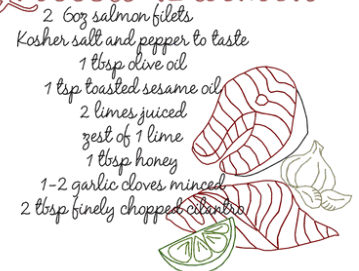 2 6oz salmon filets
Kosher salt and pepper to taste
1 tbsp olive oil
1 tsp toasted sesame oil
2 limes juiced
zest of 1 lime
1 tbsp honey
1-2 garlic cloves minced
2 tbsp finely chopped cilantro